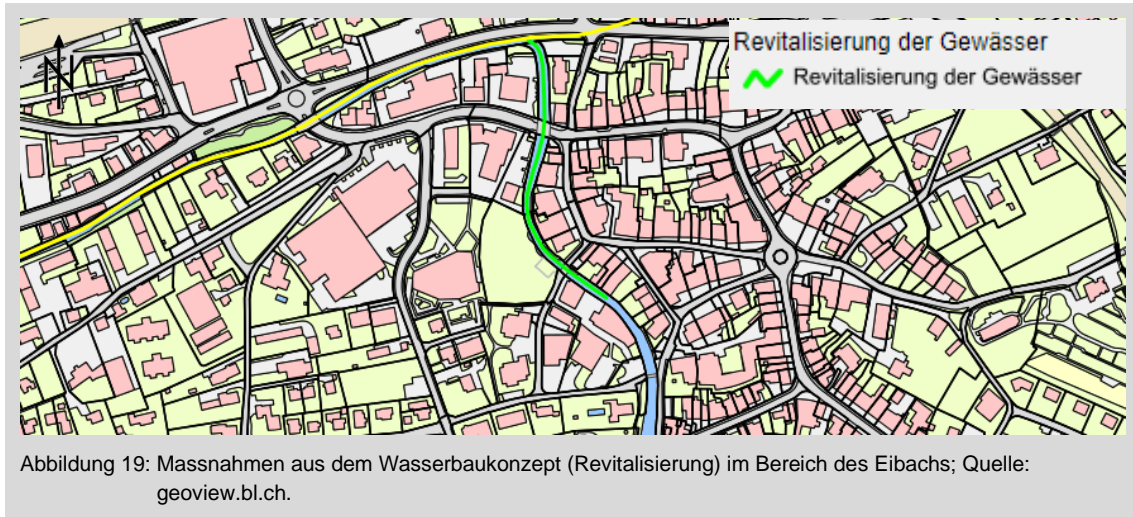 N
Revitalisierung der Gewässer
Revitalisierung der Gewässer
Abbildung 19: Massnahmen aus dem Wasserbaukonzept (Revitalisierung) im Bereich des Eibachs; Quelle:
geoview.bl.ch.